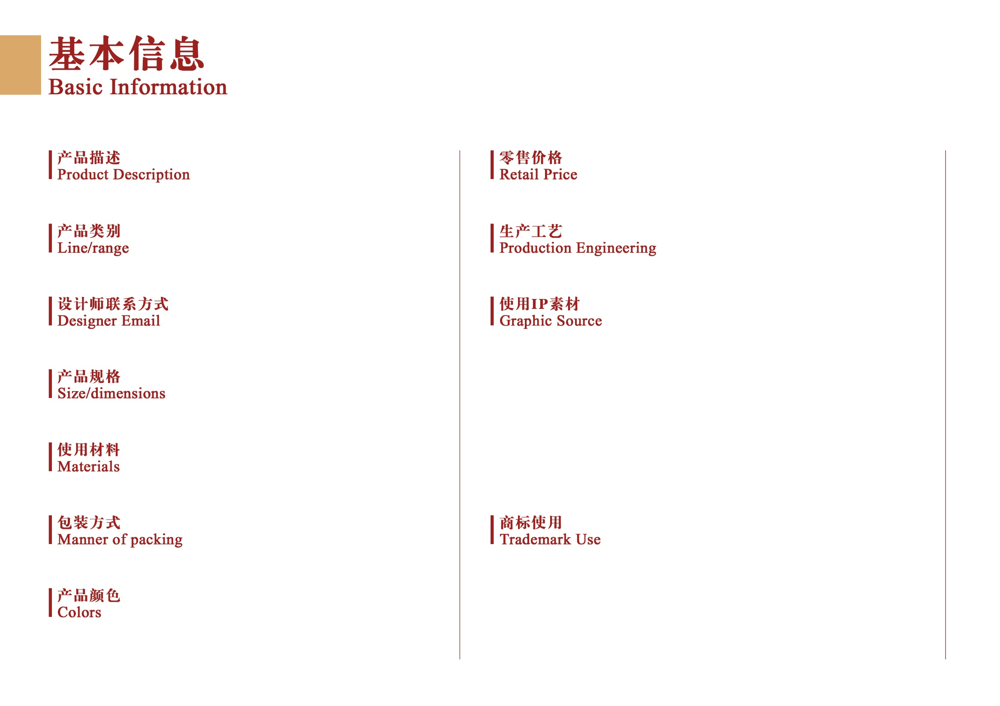 基本信息
Basic Information
产品描述
Product Description
产品类别
Line/range
设计师联系方式
Designer Email
产品规格
Size/dimensions
使用材料
Materials
包装方式
Manner of packing
产品颜色
Colors
零售价格
Retail Price
生产工艺
Production Engineering
使用IP素材
Graphic Source
商标使用
Trademark Use